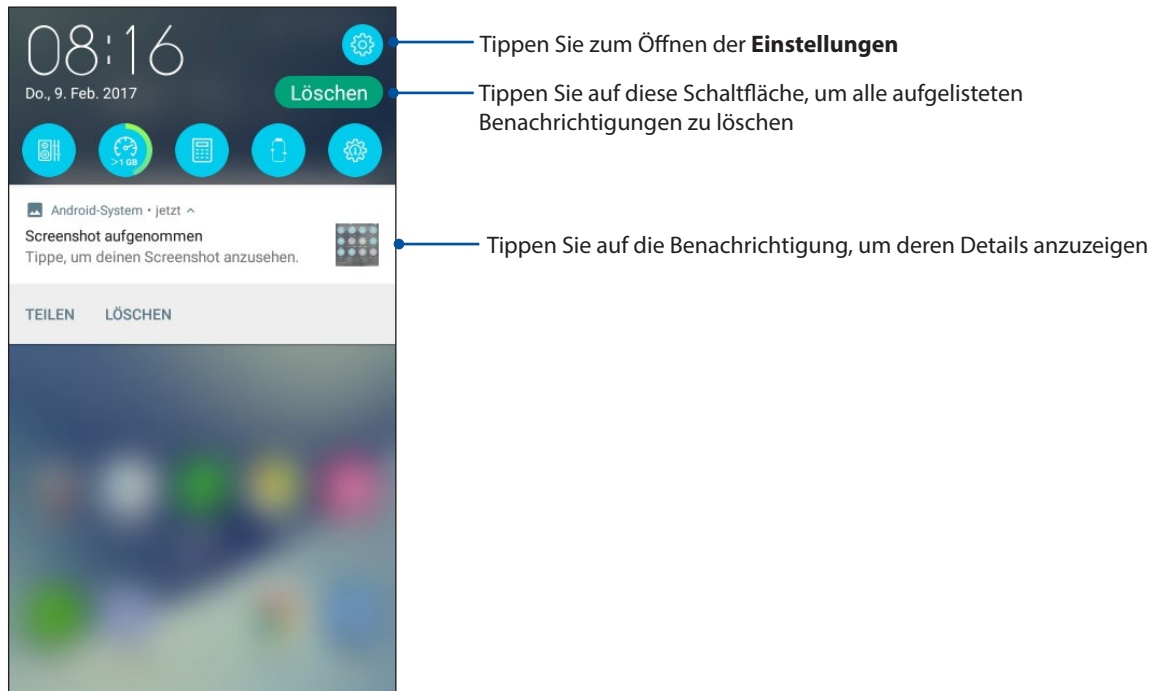 08:16
Tippen Sie zum Öffnen der Einstellungen
Do., 9. Feb. 2017
Löschen
Tippen Sie auf diese Schaltfläche, um alle aufgelisteten
Benachrichtigungen zu löschen
>1 GB
Android-System • jetzt
Screenshot aufgenommen
Tippe, um deinen Screenshot anzusehen.
Tippen Sie auf die Benachrichtigung, um deren Details anzuzeigen
TEILEN LÖSCHEN